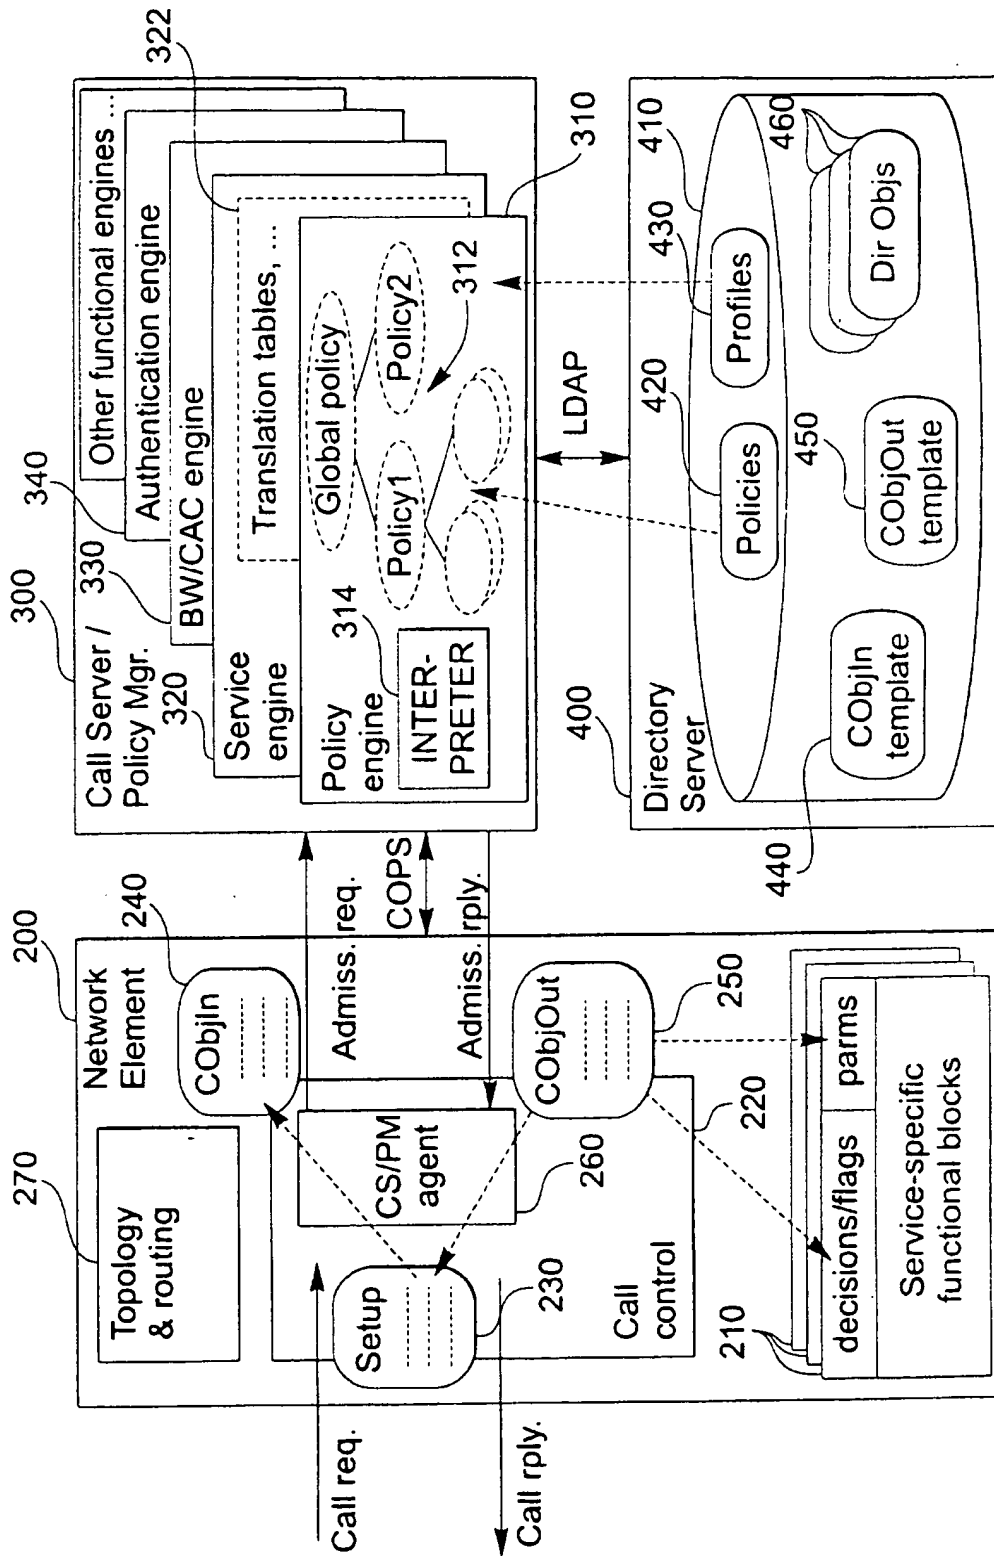 200
Network
Element
270
Topology
& routing
240
CObjIn
Call req.
Setup
230
CS/PM
agent
260
Call
control
220
Call rply.
CObjOut
250
210
decisions/flags
parms
Service-specific
functional blocks
Admiss. req.
COPS
Admiss. rply.
300
Call Server /
Policy Mgr.
340
330
320
322
Other functional engines ...
Authentication engine
BW/CAC engine
Service
engine
Translation tables, ...
Policy
engine
314
INTER-
PRETER
Global policy
Policy1
Policy2
312
310
LDAP
400
Directory
Server
420
430
410
Policies
Profiles
460
Dir Objs
440
CObjIn
template
450
CObjOut
template